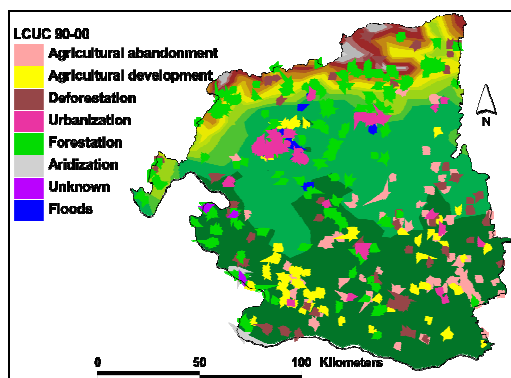 LCUC 90-00
Agricultural abandonment
Agricultural development
Deforestation
Urbanization
Forestation
Aridization
Unknown
Floods
N
0 50 100 Kilometers